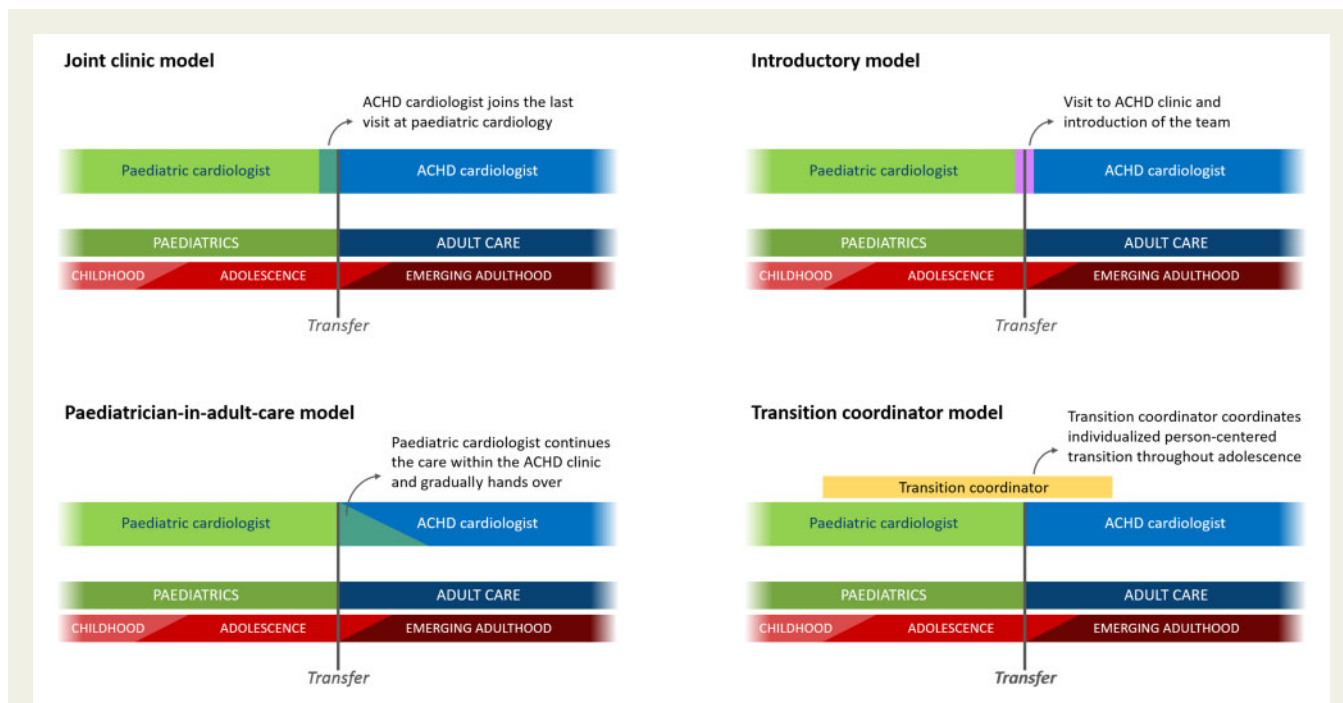 Joint clinic model
ACHD cardiologist joins the last
visit at paediatric cardiology
Paediatric cardiologist
ACHD cardiologist
PAEDIATRICS
ADULT CARE
CHILDHOOD
ADOLESCENCE
EMERGING ADULTHOOD
Transfer
Introductory model
Visit to ACHD clinic and
introduction of the team
Paediatric cardiologist
ACHD cardiologist
PAEDIATRICS
ADULT CARE
CHILDHOOD
ADOLESCENCE
EMERGING ADULTHOOD
Transfer
Paediatrician-in-adult-care model
Paediatric cardiologist continues
the care within the ACHD clinic
and gradually hands over
Paediatric cardiologist
ACHD cardiologist
PAEDIATRICS
ADULT CARE
CHILDHOOD
ADOLESCENCE
EMERGING ADULTHOOD
Transfer
Transition coordinator model
Transition coordinator coordinates
individualized person-centered
transition throughout adolescence
Transition coordinator
Paediatric cardiologist
ACHD cardiologist
PAEDIATRICS
ADULT CARE
CHILDHOOD
ADOLESCENCE
EMERGING ADULTHOOD
Transfer